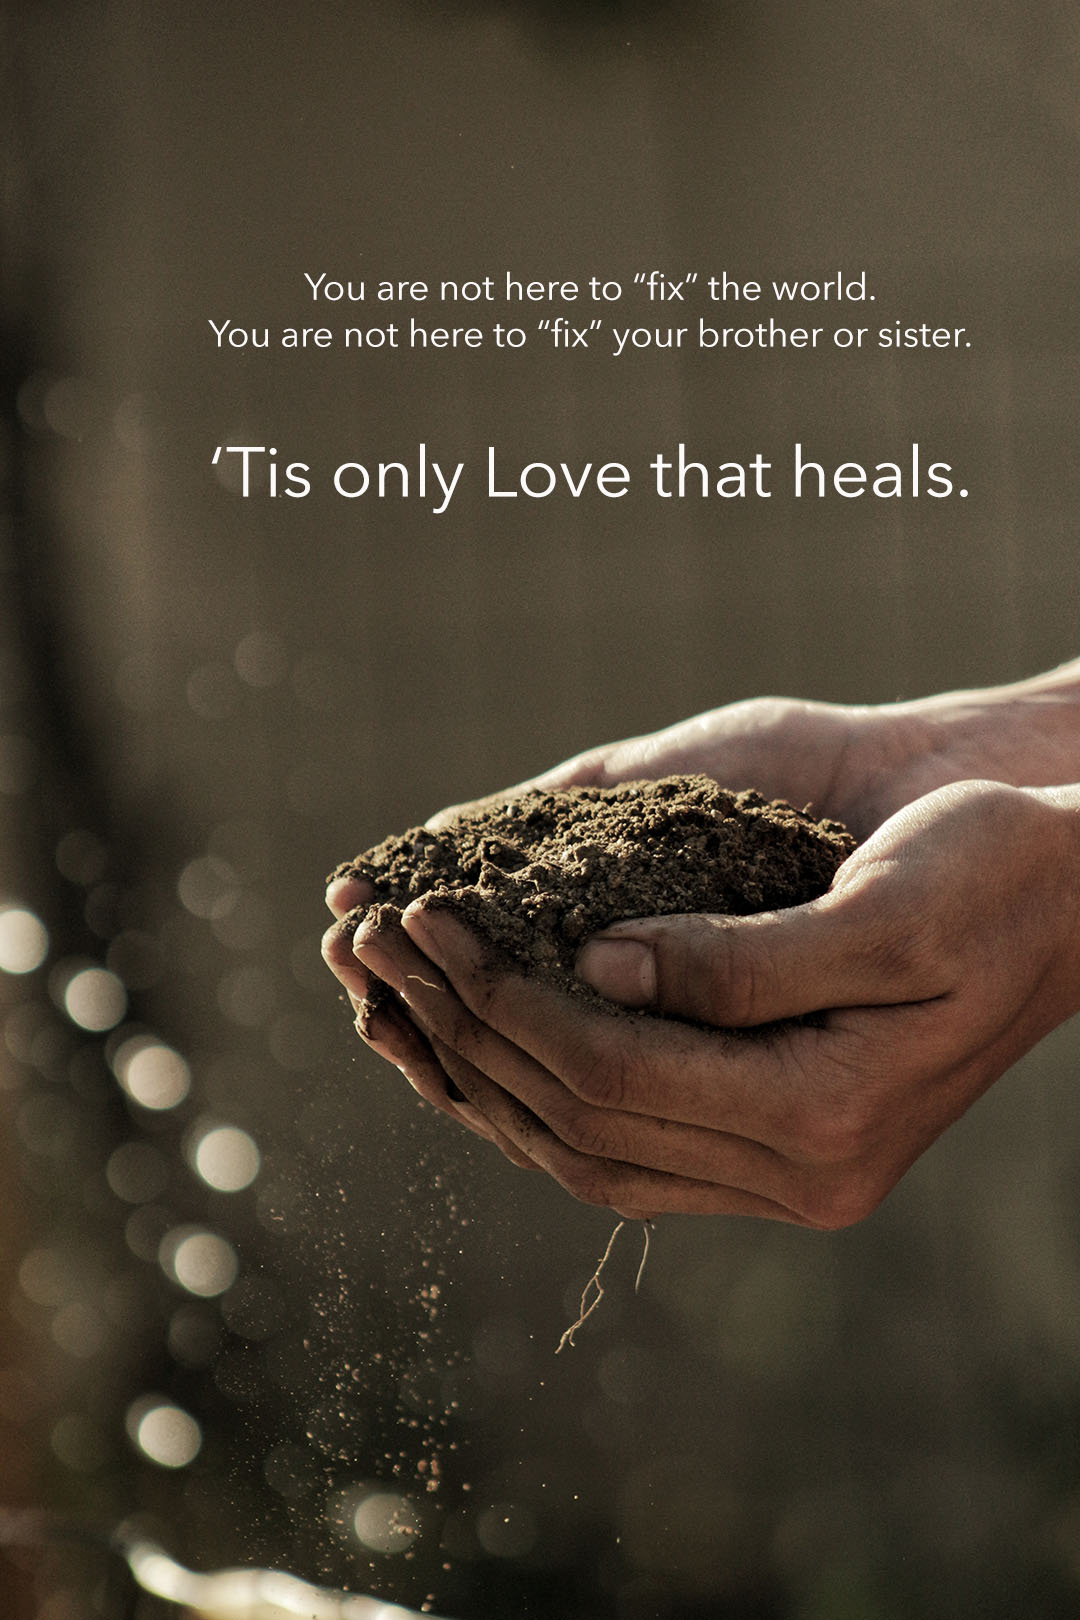 You are not here to “fix” the world.
You are not here to “fix” your brother or sister.
‘Tis only Love that heals.